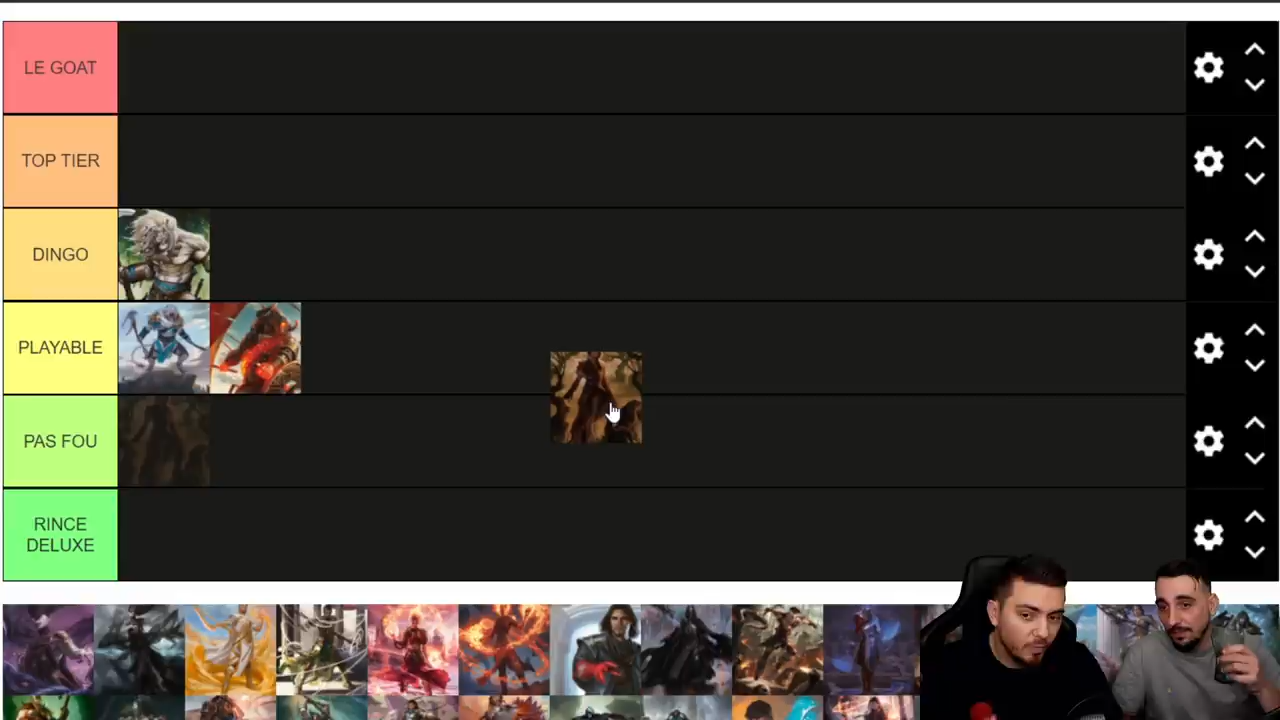 LE GOAT
TOP TIER
DINGO
PLAYABLE
PAS FOU
RINCE
DELUXE